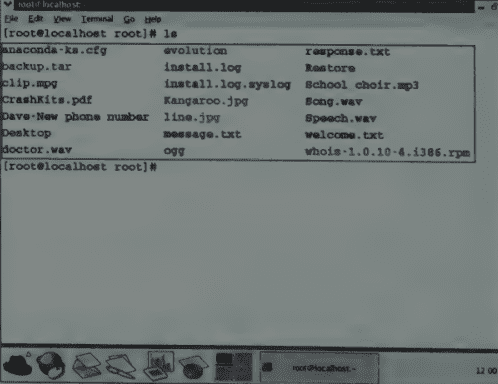 root@localhost:
File Edit View Terminal Go Help
[root@localhost root]# ls
anaconda-ks.cfg evolution response.txt
backup.tar install.log Restore
clip.mpg install.log.syslog School choir.mp3
CrashKits.pdf Kangaroo.jpg Song.wav
Dave-New phone number line.jpg Speech.wav
Desktop message.txt welcome.txt
doctor.wav ogg whois-1.0.10-4.i386.rpm
[root@localhost root]#
root@localhost:~